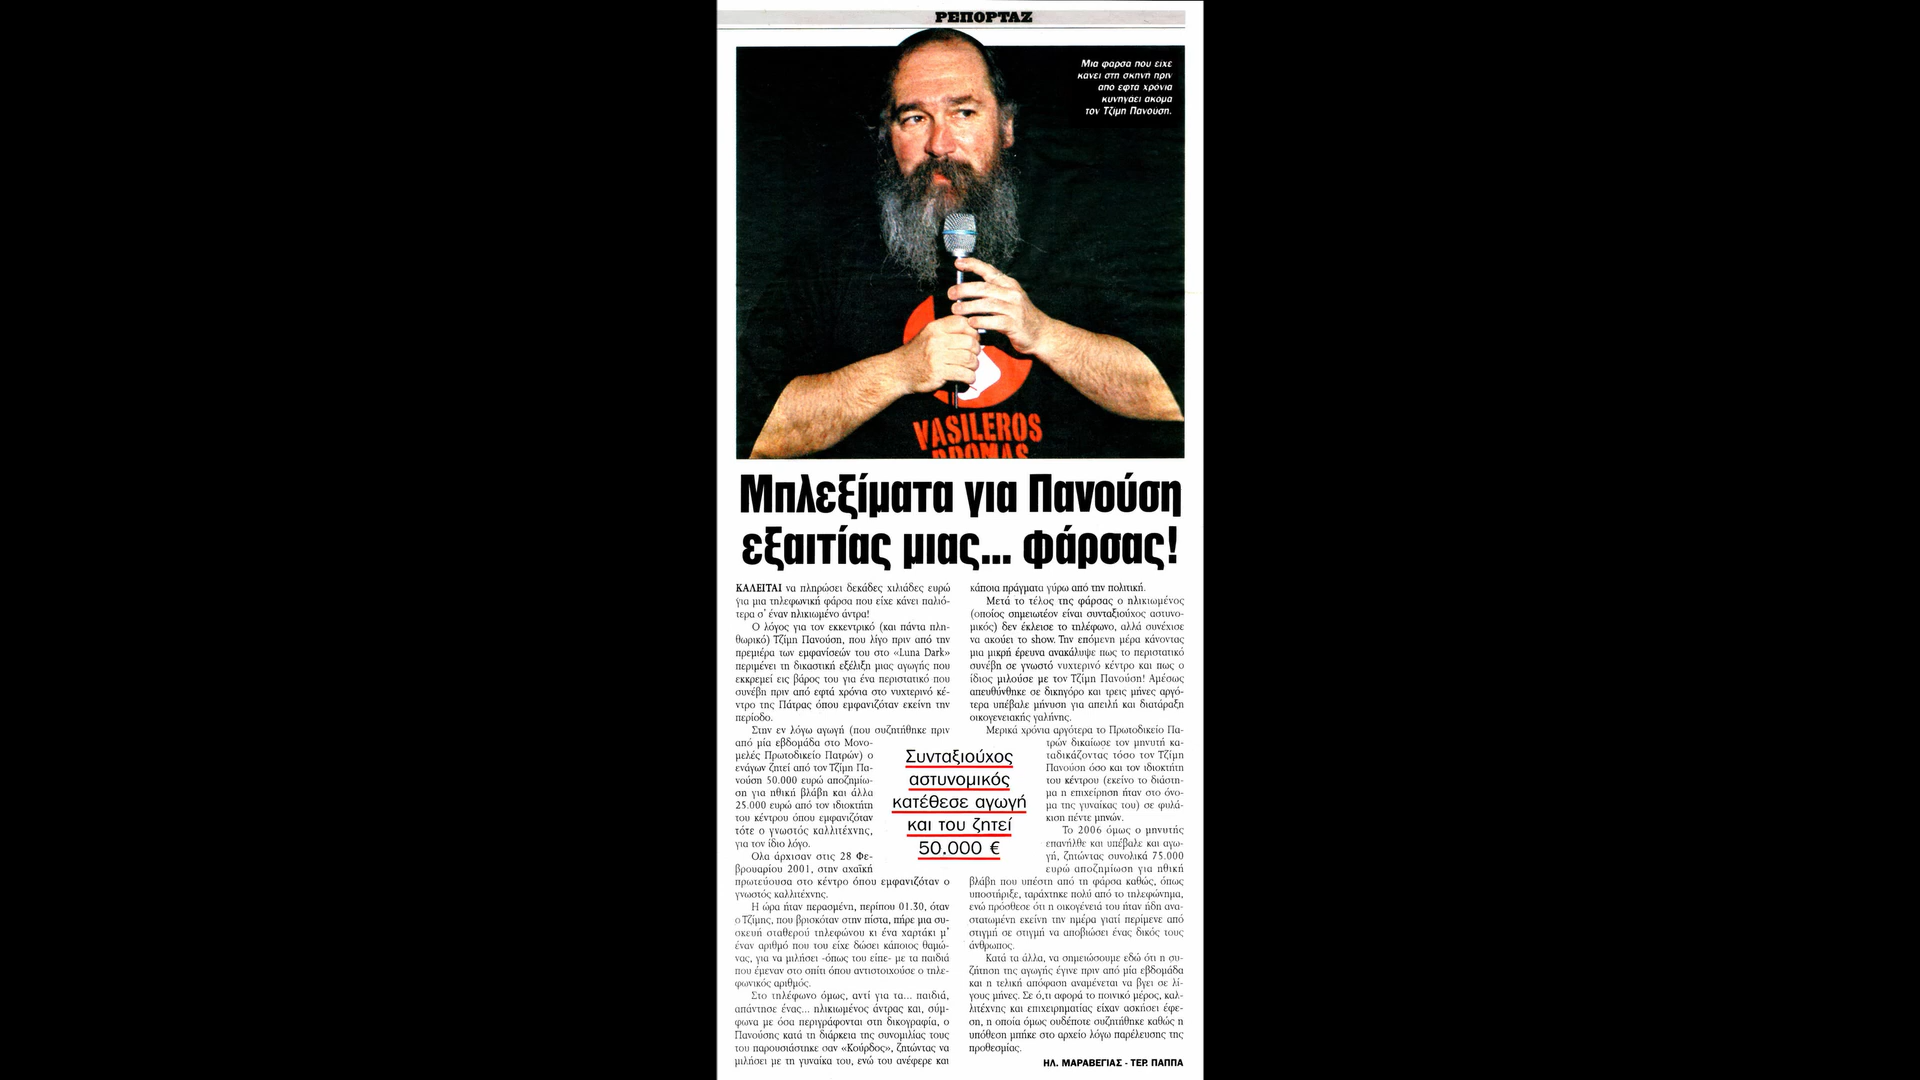 ΡΕΠΟΡΤΑΖ
Μια φαρσα που ειχε
κανει στη σκηνη πριν
απο εφτα χρόνια
κυνηγαει ακομα
τον Τζιμη Πανουση.
VASILEROS
DROMAS
Μπλεξίματα για Πανούση
εξαιτίας μιας... φάρσας!
ΚΑΛΕΙΤΑΙ να πληρώσει δεκάδες χιλιάδες ευρώ
για μια τηλεφωνική φάρσα που είχε κάνει παλιό-
τερα σ' έναν ηλικιωμένο άντρα!
Ο λόγος για τον εκκεντρικό (και πάντα πλη-
θωρικό) Τζίμη Πανούση, που λίγο πριν από την
πρεμιέρα των εμφανίσεών του στο «Luna Dark»
περιμένει τη δικαστική εξέλιξη μιας αγωγής που
εκκρεμεί εις βάρος του για ένα περιστατικό που
συνέβη πριν από εφτά χρόνια στο νυχτερινό κέ-
ντρο της Πάτρας όπου εμφανιζόταν εκείνη την
περίοδο.
Στην εν λόγω αγωγή (που συζητήθηκε πριν
από μία εβδομάδα στο Μονο-
μελές Πρωτοδικείο Πατρών) ο
ενάγων ζητεί από τον Τζίμη Πα-
νούση 50.000 ευρώ αποζημίω-
ση για ηθική βλάβη και άλλα
25.000 ευρώ από τον ιδιοκτήτη
του κέντρου όπου εμφανιζόταν
τότε ο γνωστός καλλιτέχνης,
για τον ίδιο λόγο.
Ολα άρχισαν στις 28 Φε-
βρουαρίου 2001, στην αχαϊκή
πρωτεύουσα στο κέντρο όπου εμφανιζόταν ο
γνωστός καλλιτέχνης.
Η ώρα ήταν περασμένη, περίπου 01.30, όταν
ο Τζίμης, που βρισκόταν στην πίστα, πήρε μια συ-
σκευή σταθερού τηλεφώνου κι ένα χαρτάκι μ'
έναν αριθμό που του είχε δώσει κάποιος θαμώ-
νας, για να μιλήσει -όπως του είπε- με τα παιδιά
που έμεναν στο σπίτι όπου αντιστοιχούσε ο τηλε-
φωνικός αριθμός.
Στο τηλέφωνο όμως, αντί για τα... παιδιά,
απάντησε ένας... ηλικιωμένος άντρας και, σύμ-
φωνα με όσα περιγράφονται στη δικογραφία, ο
Πανούσης κατά τη διάρκεια της συνομιλίας τους
του παρουσιάστηκε σαν «Κούρδος», ζητώντας να
μιλήσει με τη γυναίκα του, ενώ του ανέφερε και
Συνταξιούχος
αστυνομικός
κατέθεσε αγωγή
και του ζητεί
50.000 €
κάποια πράγματα γύρω από την πολιτική.
Μετά το τέλος της φάρσας ο ηλικιωμένος
(οποίος σημειωτέον είναι συνταξιούχος αστυνο-
μικός) δεν έκλεισε το τηλέφωνο, αλλά συνέχισε
να ακούει το show. Την επόμενη μέρα κάνοντας
μια μικρή έρευνα ανακάλυψε πως το περιστατικό
συνέβη σε γνωστό νυχτερινό κέντρο και πως ο
ίδιος μιλούσε με τον Τζίμη Πανούση! Αμέσως
απευθύνθηκε σε δικηγόρο και τρεις μήνες αργό-
τερα υπέβαλε μήνυση για απειλή και διατάραξη
οικογενειακής γαλήνης.
Μερικά χρόνια αργότερα το Πρωτοδικείο Πα-
τρών δικαίωσε τον μηνυτή κα-
ταδικάζοντας τόσο τον Τζίμη
Πανούση όσο και τον ιδιοκτήτη
του κέντρου (εκείνο το διάστη-
μα η επιχείρηση ήταν στο όνο-
μα της γυναίκας του) σε φυλά-
κιση πέντε μηνών.
Το 2006 όμως ο μηνυτής
επανήλθε και υπέβαλε και αγω-
γή, ζητώντας συνολικά 75.000
ευρώ αποζημίωση για ηθική
βλάβη που υπέστη από τη φάρσα καθώς, όπως
υποστήριξε, ταράχτηκε πολύ από το τηλεφώνημα,
ενώ πρόσθεσε ότι η οικογένειά του ήταν ήδη ανα-
στατωμένη εκείνη την ημέρα γιατί περίμενε από
στιγμή σε στιγμή να αποβιώσει ένας δικός τους
άνθρωπος.
Κατά τα άλλα, να σημειώσουμε εδώ ότι η συ-
ζήτηση της αγωγής έγινε πριν από μία εβδομάδα
και η τελική απόφαση αναμένεται να βγει σε λί-
γους μήνες. Σε ό,τι αφορά το ποινικό μέρος, καλ-
λιτέχνης και επιχειρηματίας είχαν ασκήσει έφε-
ση, η οποία όμως ουδέποτε συζητήθηκε καθώς η
υπόθεση μπήκε στο αρχείο λόγω παρέλευσης της
προθεσμίας.
ΗΛ. ΜΑΡΑΒΕΓΙΑΣ - ΤΕΡ. ΠΑΠΠΑ